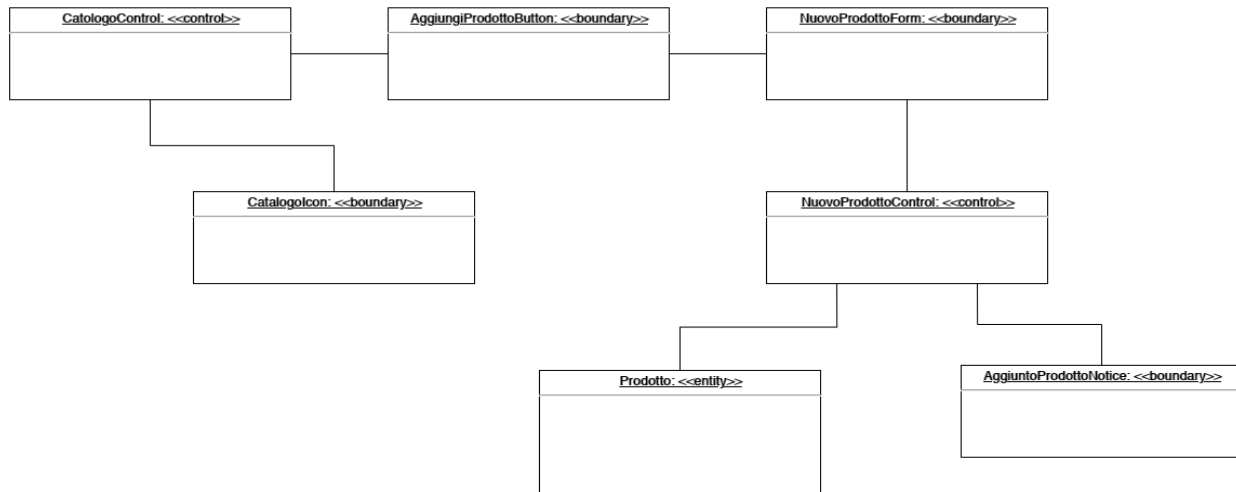 CatologoControl: <<control>>
AggiungiProdottoButton: <<boundary>>
NuovoProdottoForm: <<boundary>>
CatalogoIcon: <<boundary>>
NuovoProdottoControl: <<control>>
Prodotto: <<entity>>
AggiuntoProdottoNotice: <<boundary>>